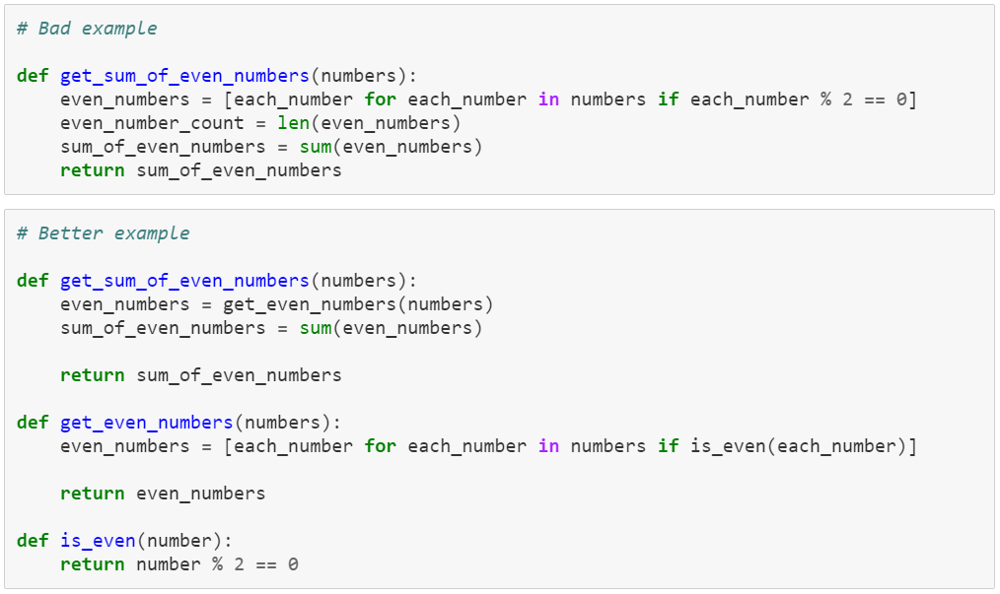 # Bad example
def get_sum_of_even_numbers(numbers):
    even_numbers = [each_number for each_number in numbers if each_number % 2 == 0]
    even_number_count = len(even_numbers)
    sum_of_even_numbers = sum(even_numbers)
    return sum_of_even_numbers
# Better example
def get_sum_of_even_numbers(numbers):
    even_numbers = get_even_numbers(numbers)
    sum_of_even_numbers = sum(even_numbers)
    return sum_of_even_numbers
def get_even_numbers(numbers):
    even_numbers = [each_number for each_number in numbers if is_even(each_number)]
    return even_numbers
def is_even(number):
    return number % 2 == 0